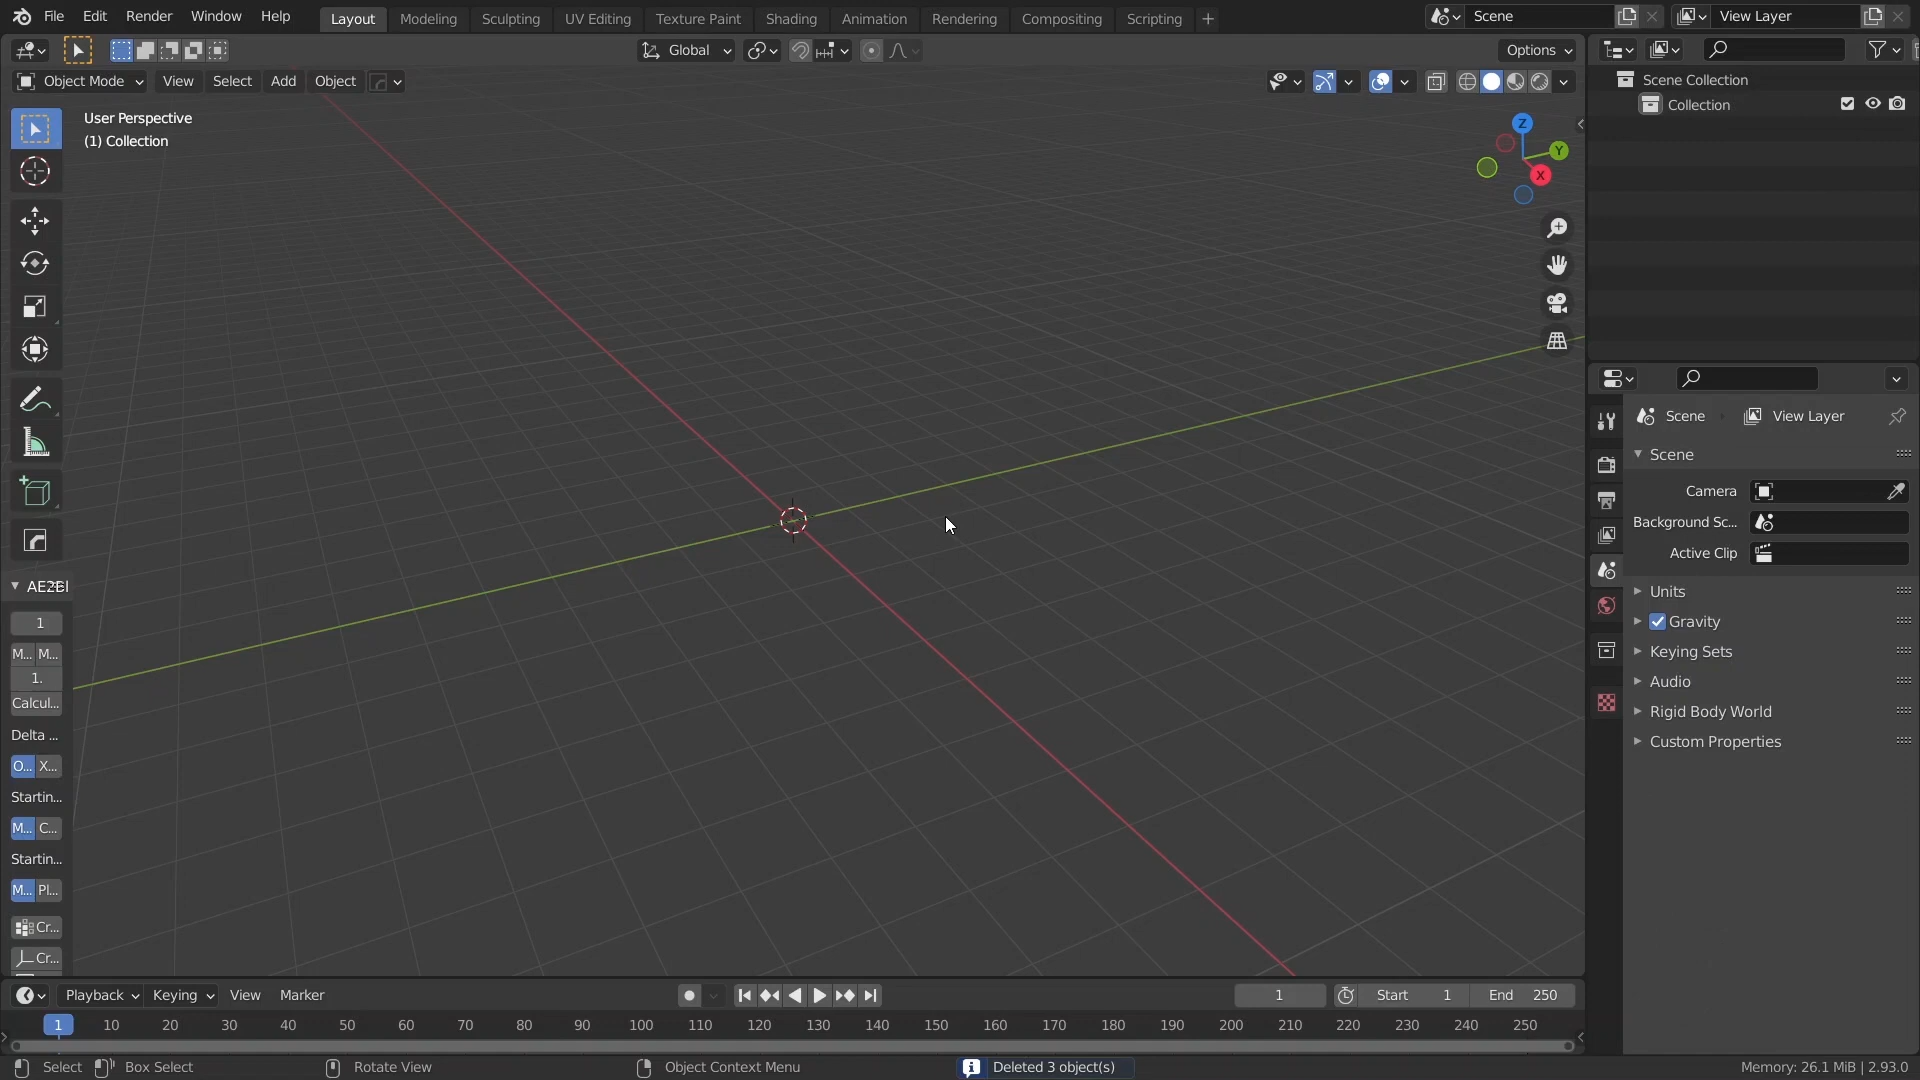 File Edit Render Window Help Layout Modeling Sculpting UV Editing Texture Paint Shading Animation Rendering Compositing Scripting + Scene View Layer
Global Options
Object Mode View Select Add Object
Scene Collection
Collection
User Perspective
(1) Collection
Z
Y
X
Scene View Layer
Scene
Camera
Background Sc...
Active Clip
Units
Gravity
Keying Sets
Audio
Rigid Body World
Custom Properties
1
M... M...
1.
Calcul...
Delta ...
O... X...
Startin...
M... C...
Startin...
M... Pl...
Cr...
Cr...
Playback Keying View Marker 1 Start 1 End 250
1 10 20 30 40 50 60 70 80 90 100 110 120 130 140 150 160 170 180 190 200 210 220 230 240 250
Select Box Select Rotate View Object Context Menu Deleted 3 object(s) Memory: 26.1 MiB | 2.93.0